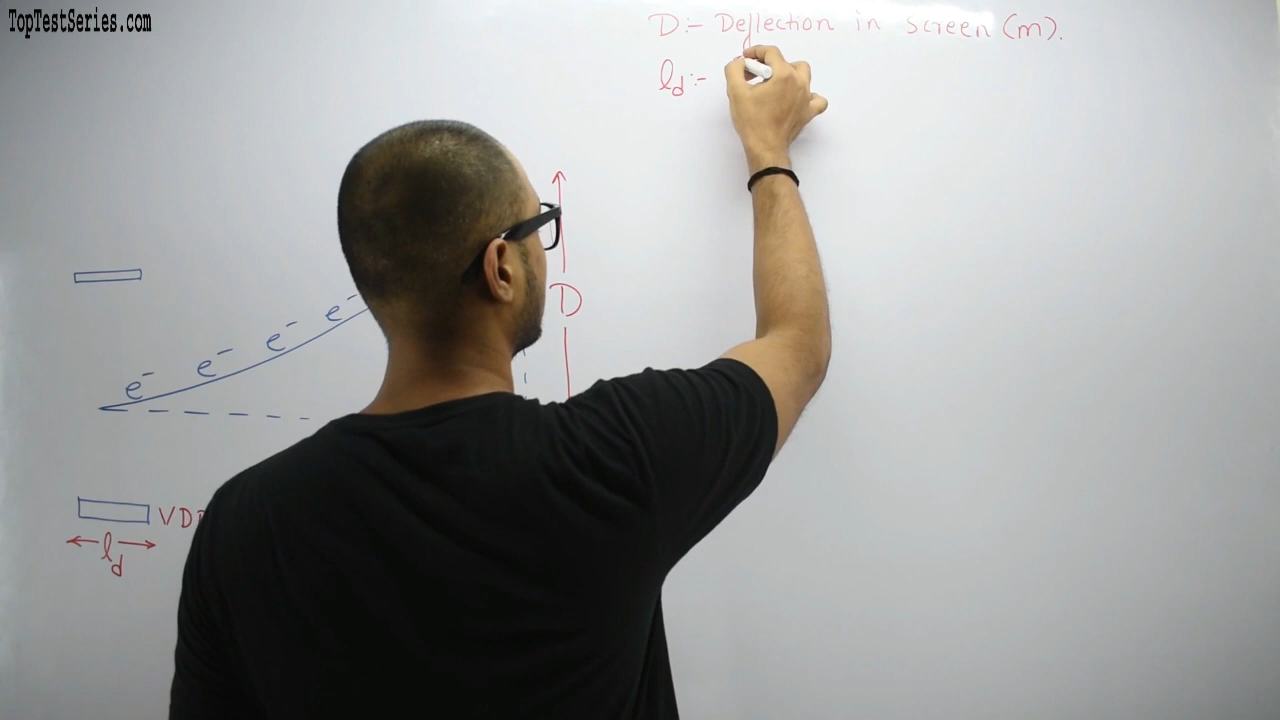 TopTestSeries.com
D:- Deflection in screen (m).
ld:-
D
e-
e-
e-
e-
ld